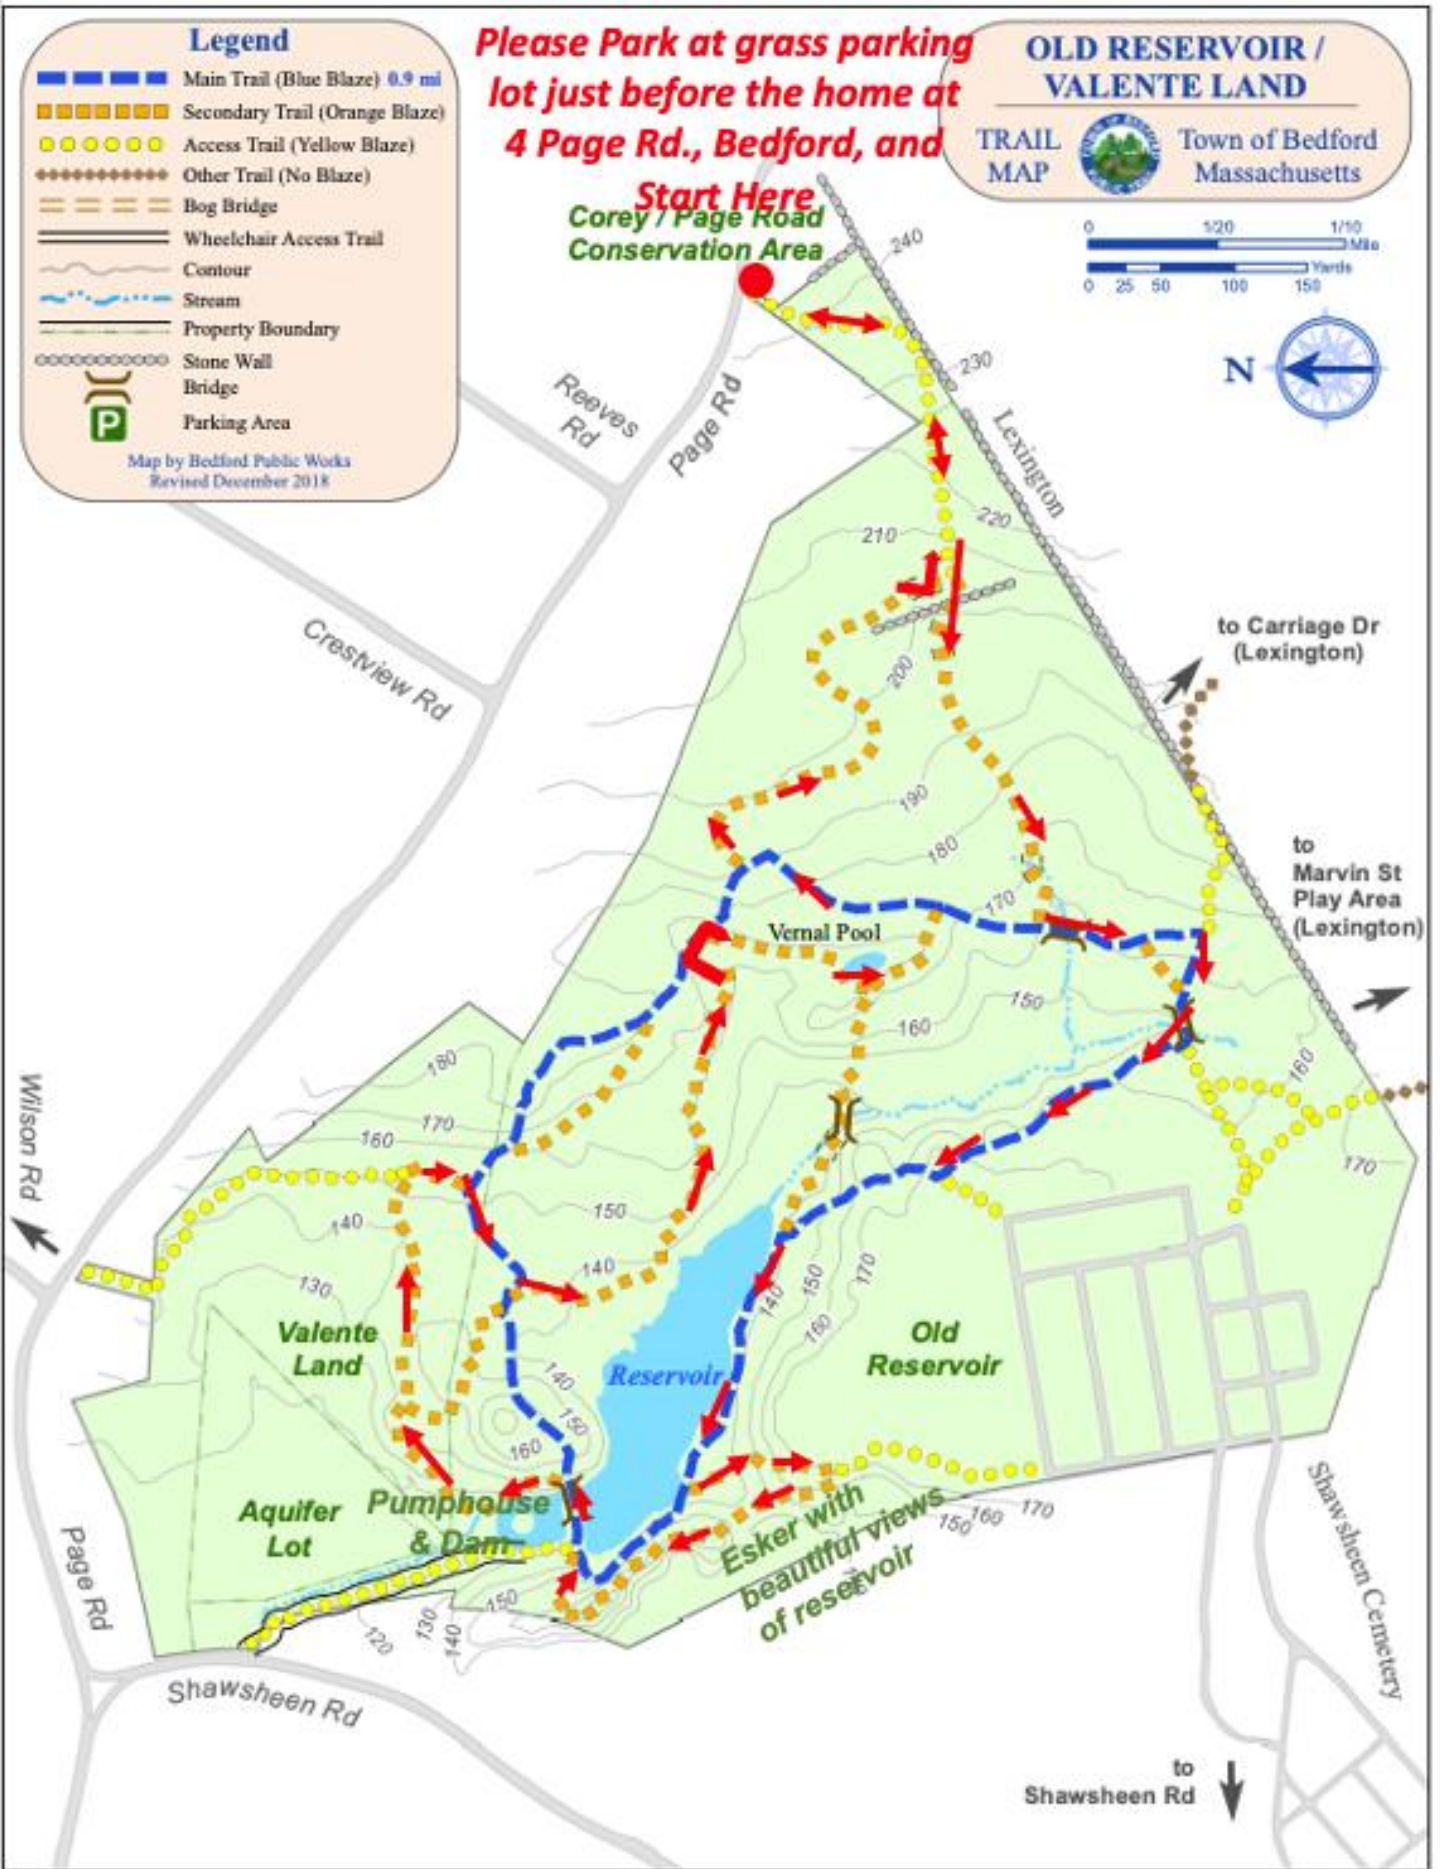 Legend
Main Trail (Blue Blaze) 0.9 mi
Secondary Trail (Orange Blaze)
Access Trail (Yellow Blaze)
Other Trail (No Blaze)
Bog Bridge
Wheelchair Access Trail
Contour
Stream
Property Boundary
Stone Wall
Bridge
P Parking Area
Map by Bedford Public Works
Revised December 2018
Please Park at grass parking
lot just before the home at
4 Page Rd., Bedford, and
Start Here
OLD RESERVOIR /
VALENTE LAND
TRAIL
MAP
Town of Bedford
Massachusetts
0 1/20 1/10
Mile
Yards
0 25 50 100 150
N
Corey / Page Road
Conservation Area
240
230
Reeves
Rd
Page Rd
Lexington
220
210
Crestview Rd
200
to Carriage Dr
(Lexington)
190
180
170
to
Marvin St
Play Area
(Lexington)
Vernal Pool
150
160
160
170
180
170
160
Wilson Rd
150
140
140
130
140
150
170
160
Valente
Land
Reservoir
Old
Reservoir
140
150
160
Pumphouse
& Dam
Aquifer
Lot
Esker with
beautiful views
of reservoir
150
160
170
Page Rd
150
120
130
140
Shawsheen Rd
Shawsheen Cemetery
to
Shawsheen Rd